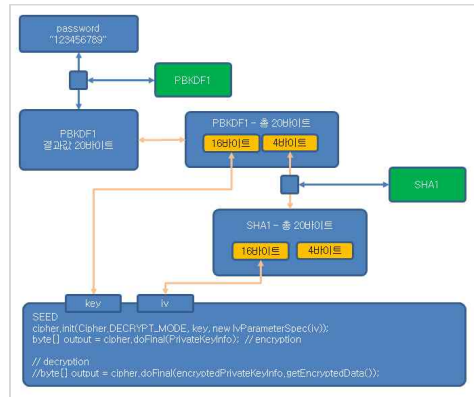 password
"123456789"
PBKDF1
PBKDF1
결과값 20바이트
PBKDF1 - 총 20바이트
16바이트
4바이트
SHA1
SHA1 - 총 20바이트
16바이트
4바이트
key
iv
SEED
cipher,init(Cipher,DECRYPT_MODE, key, new IvParameterSpec(iv));
byte[] output = cipher,doFinal(PrivateKeyInfo); // encryption
// decryption
//byte[] output = cipher,doFinal(encryptedPrivateKeyInfo,getEncryptedData());